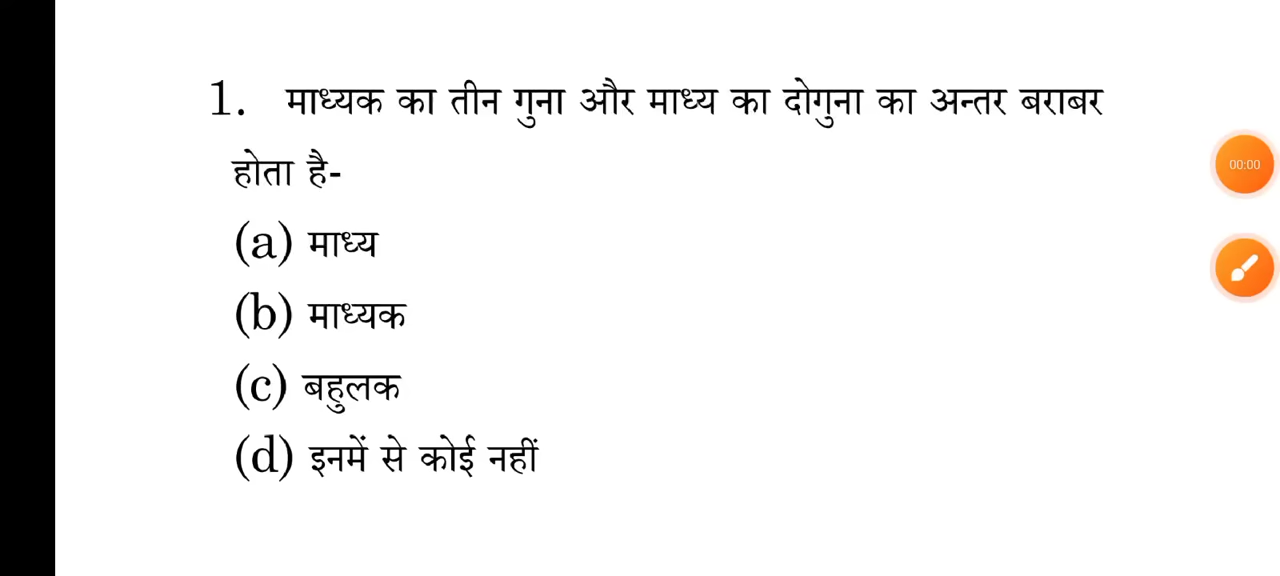 1. माध्यक का तीन गुना और माध्य का दोगुना का अन्तर बराबर
होता है-
(a) माध्य
(b) माध्यक
(c) बहुलक
(d) इनमें से कोई नहीं
00:00